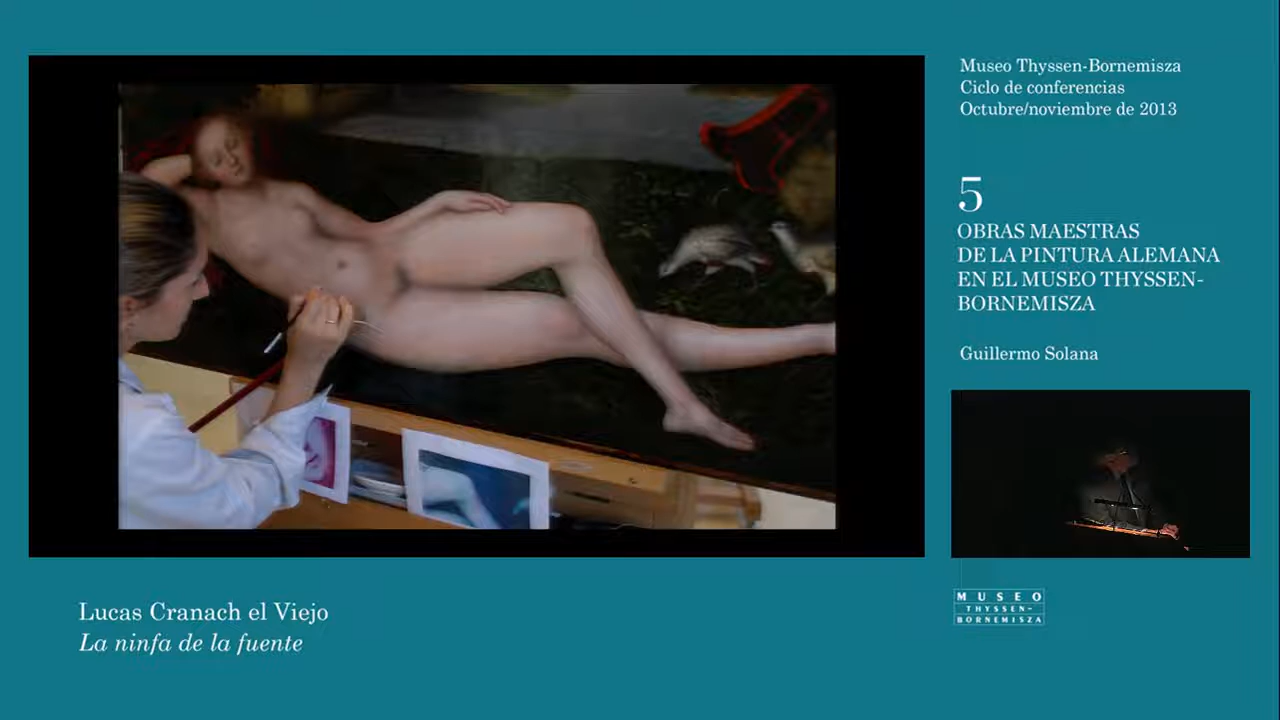 Museo Thyssen-Bornemisza
Ciclo de conferencias
Octubre/noviembre de 2013
5
OBRAS MAESTRAS
DE LA PINTURA ALEMANA
EN EL MUSEO THYSSEN-
BORNEMISZA
Guillermo Solana
MUSEO
THYSSEN-
BORNEMISZA
Lucas Cranach el Viejo
La ninfa de la fuente